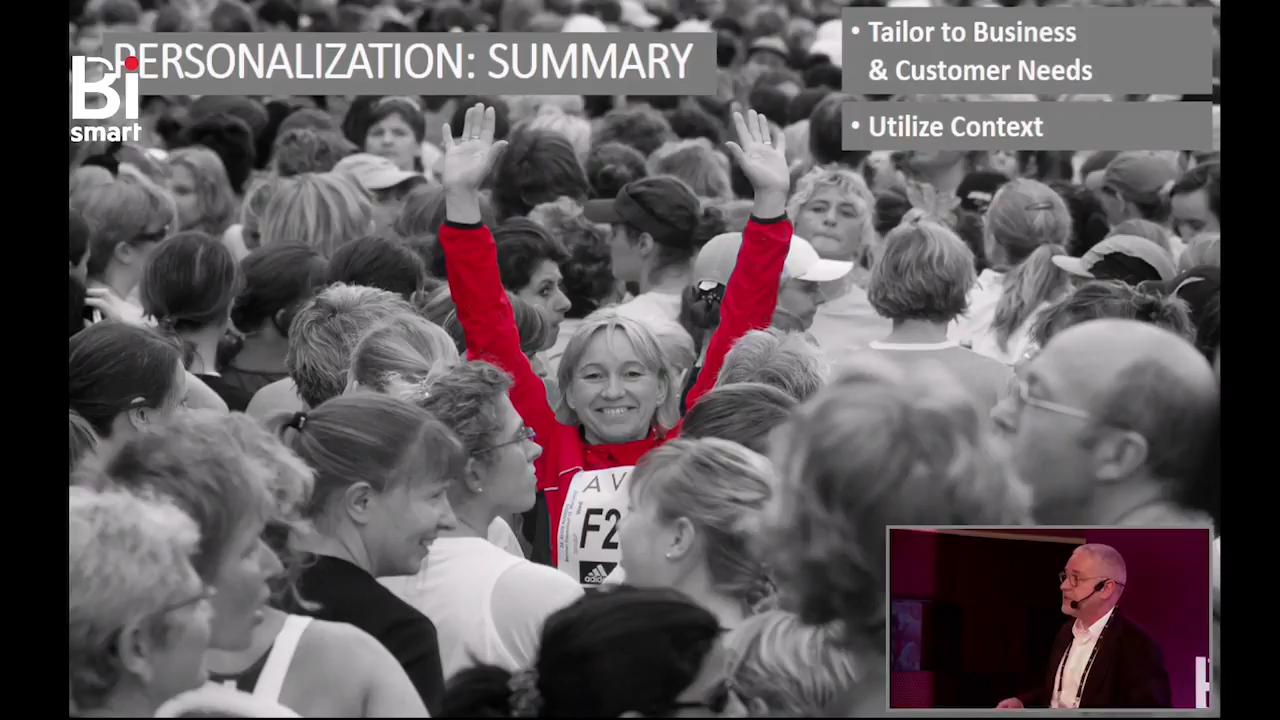 PERSONALIZATION: SUMMARY
• Tailor to Business
& Customer Needs
• Utilize Context
Bi
smart
AV
F2
adidas